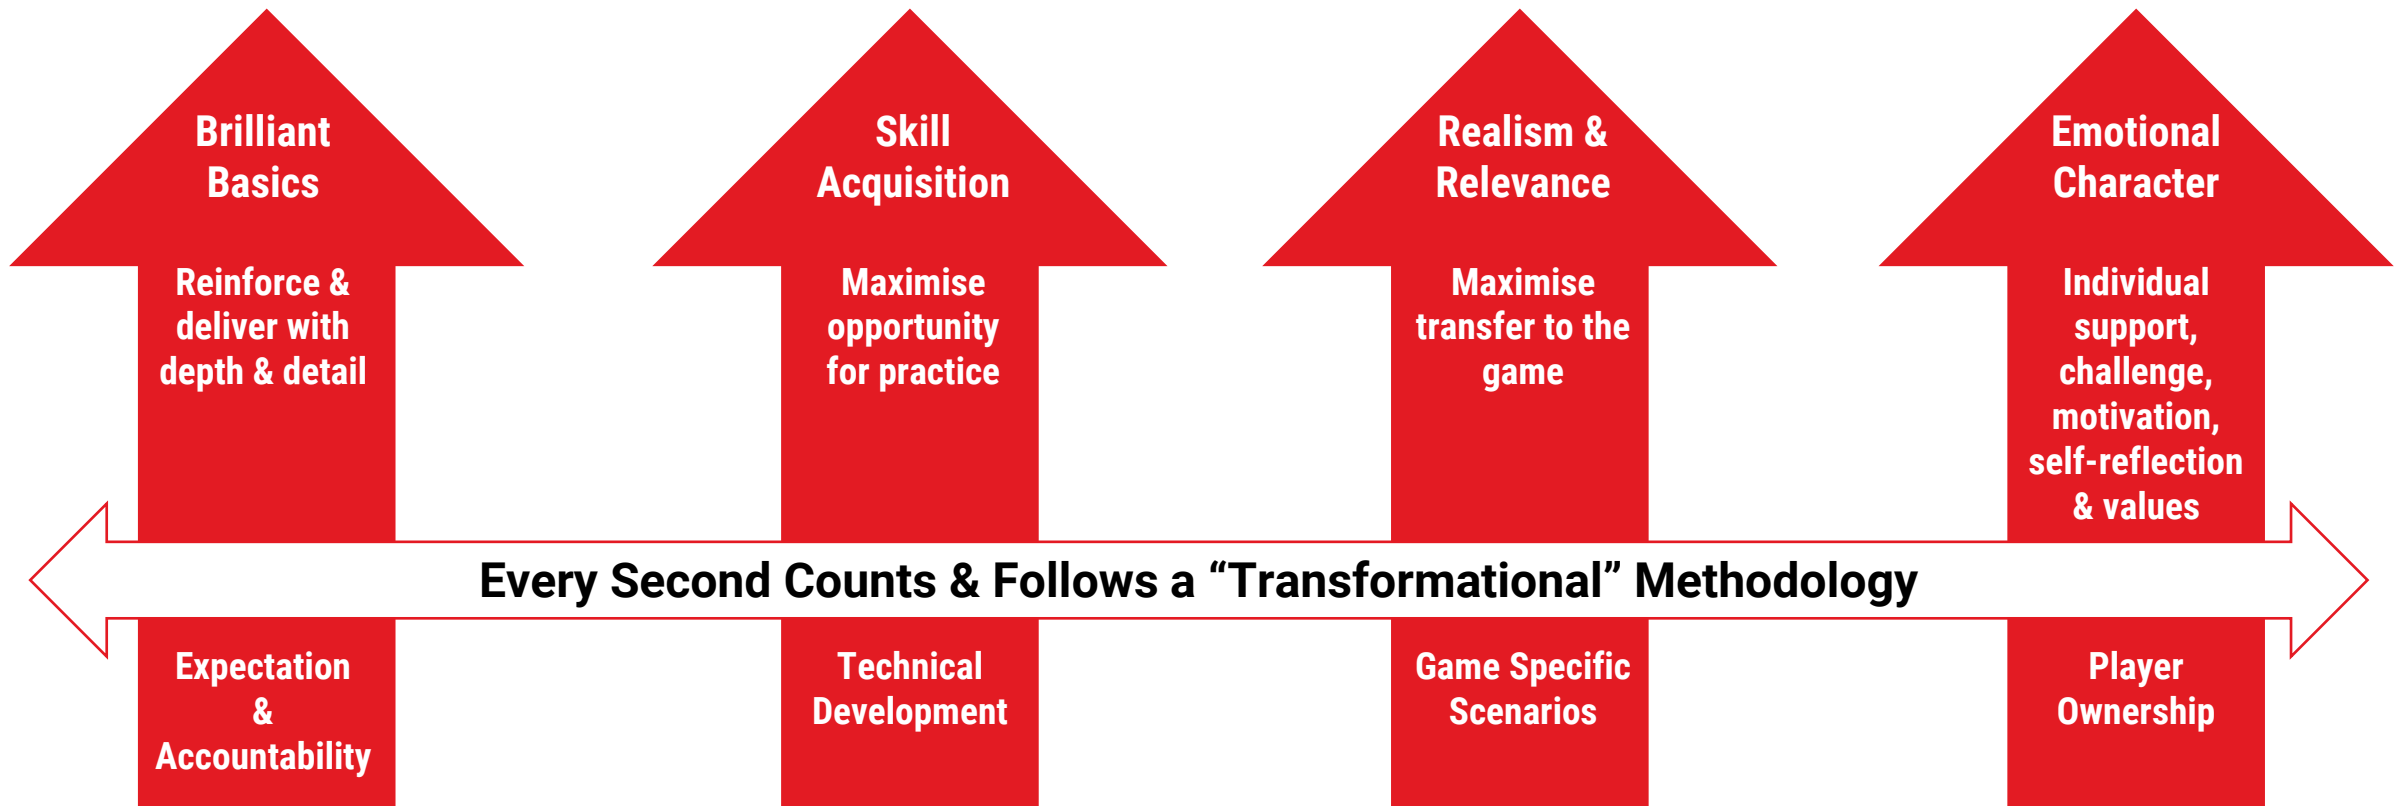 Brilliant
Basics
Reinforce &
deliver with
depth & detail
Skill
Acquisition
Maximise
opportunity
for practice
Realism &
Relevance
Maximise
transfer to the
game
Emotional
Character
Individual
support,
challenge,
motivation,
self-reflection
& values
Every Second Counts & Follows a “Transformational” Methodology
Expectation
&
Accountability
Technical
Development
Game Specific
Scenarios
Player
Ownership